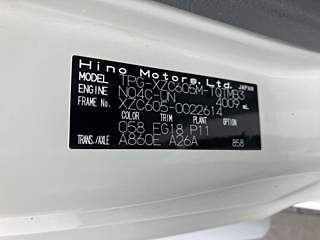 Hino Motors, Ltd. JAPAN
MODEL TPG-XZC605M-TQTMB3
ENGINE N04C-UN 4009 mL
FRAME No. XZC605-0022614
COLOR TRIM PLANT/OPTION
058 FG18 P11
TRANS./AXLE A860E A26A 858